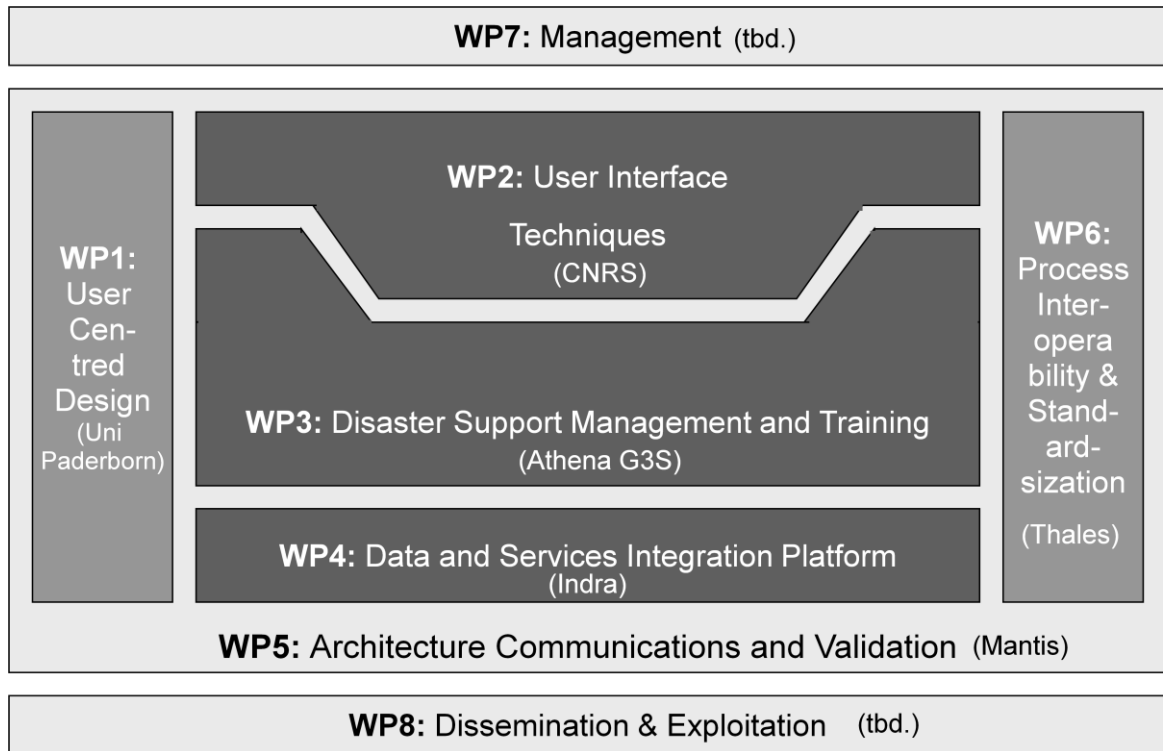 WP7: Management (tbd.)
WP1:
User
Cen-
tred
Design
(Uni
Paderborn)
WP2: User Interface
Techniques
(CNRS)
WP3: Disaster Support Management and Training
(Athena G3S)
WP4: Data and Services Integration Platform
(Indra)
WP6:
Process
Inter-
opera
bility &
Stand-
ard-
sization
(Thales)
WP5: Architecture Communications and Validation (Mantis)
WP8: Dissemination & Exploitation (tbd.)